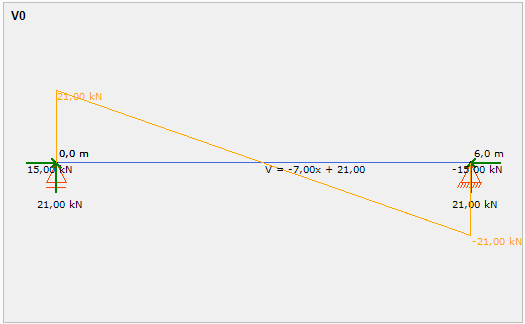 V0
21,00 kN
0,0 m
6,0 m
15,00 kN
V = -7,00x + 21,00
-15,00 kN
21,00 kN
21,00 kN
-21,00 kN